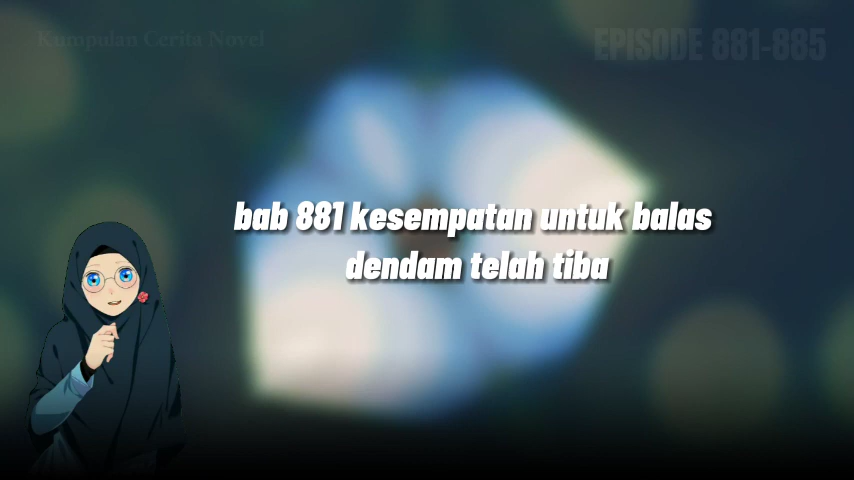 Kumpulan Cerita Novel
EPISODE 881-885
bab 881 kesempatan untuk balas
dendam telah tiba